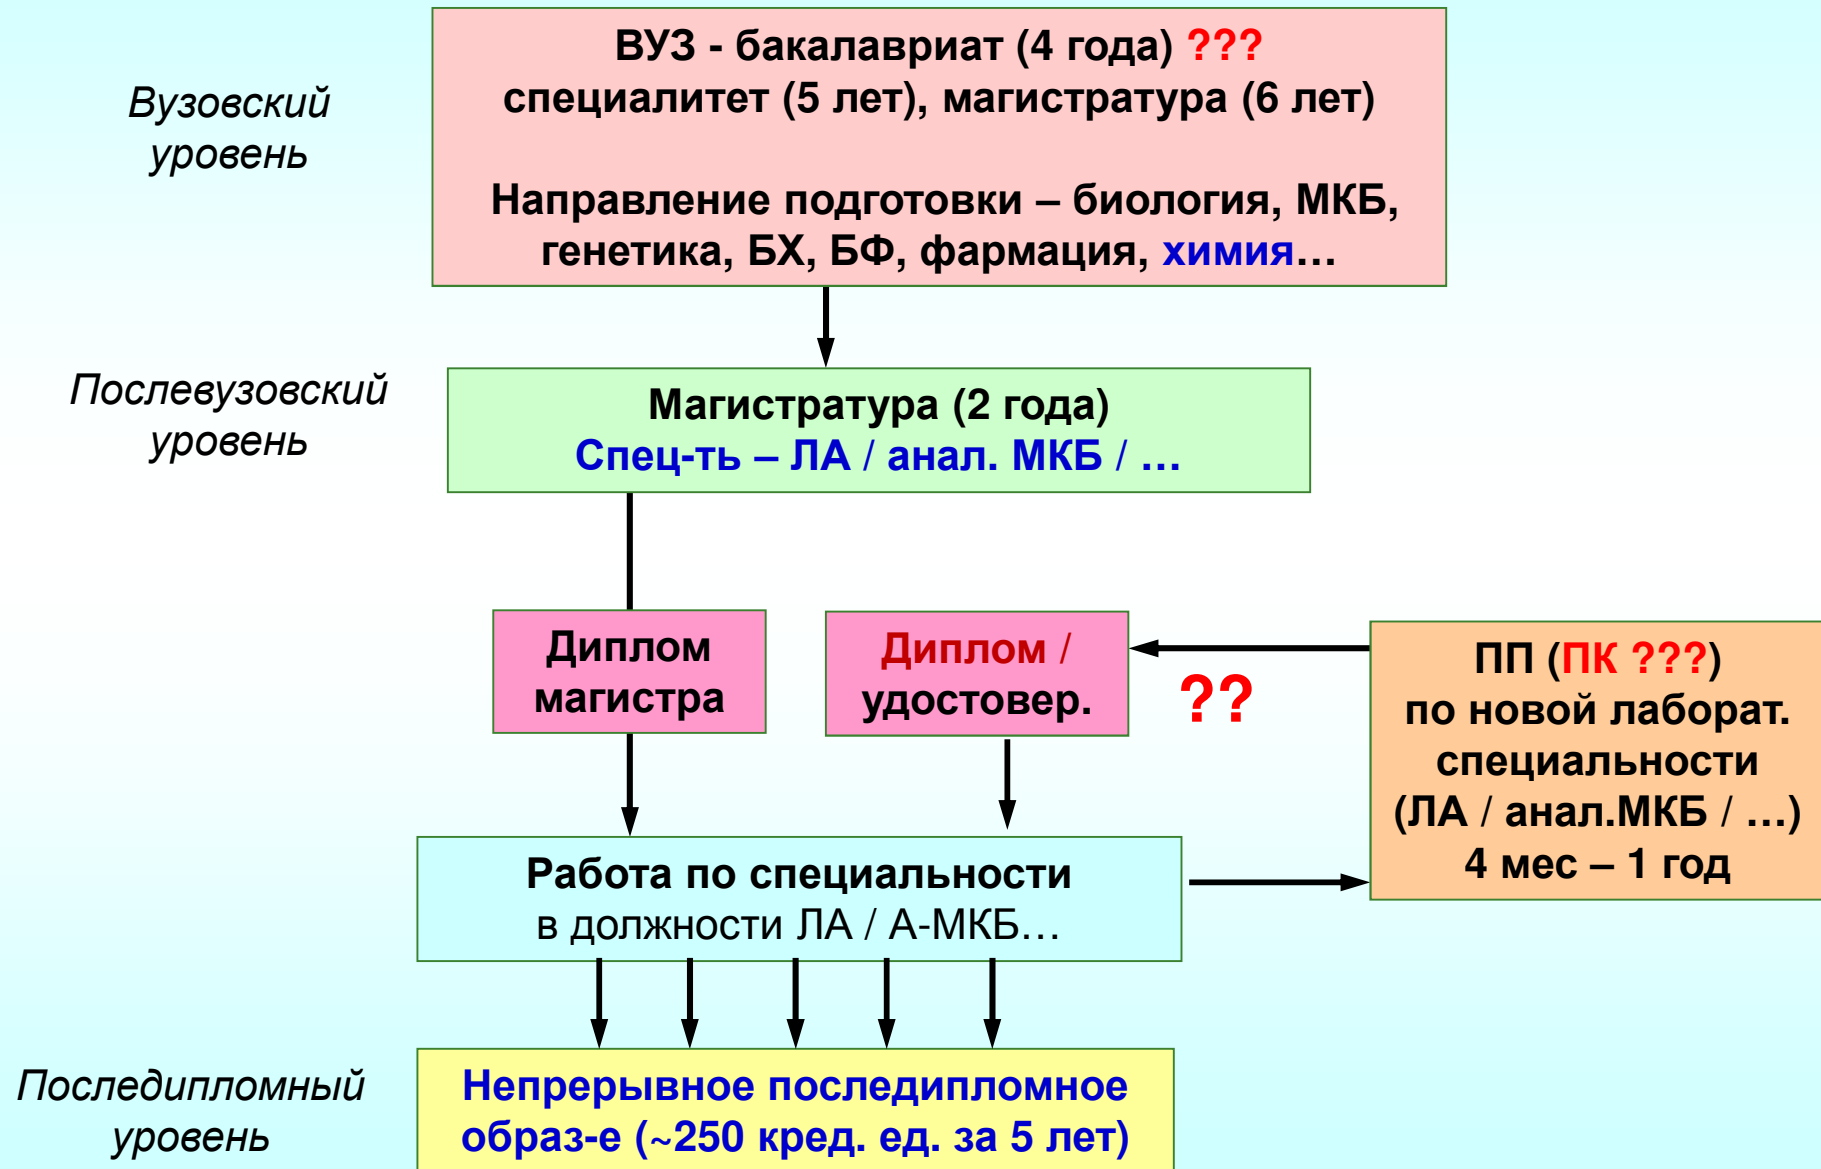 ВУЗ - бакалавриат (4 года) ???
специалитет (5 лет), магистратура (6 лет)
Направление подготовки – биология, МКБ,
генетика, БХ, БФ, фармация, химия…
Вузовский
уровень
Послевузовский
уровень
Магистратура (2 года)
Спец-ть – ЛА / анал. МКБ / …
Диплом
магистра
Диплом /
удостовер.
??
ПП (ПК ???)
по новой лаборат.
специальности
(ЛА / анал.МКБ / …)
4 мес – 1 год
Работа по специальности
в должности ЛА / А-МКБ…
Последипломный
уровень
Непрерывное последипломное
образ-е (~250 кред. ед. за 5 лет)